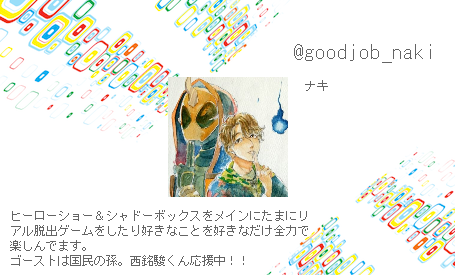 @goodjob_naki
ナキ
ヒーローショー＆シャドーボックスをメインにたまにリ
アル脱出ゲームをしたり好きなことを好きなだけ全力で
楽しんでます。
ゴーストは国民の孫。西銘駿くん応援中！！